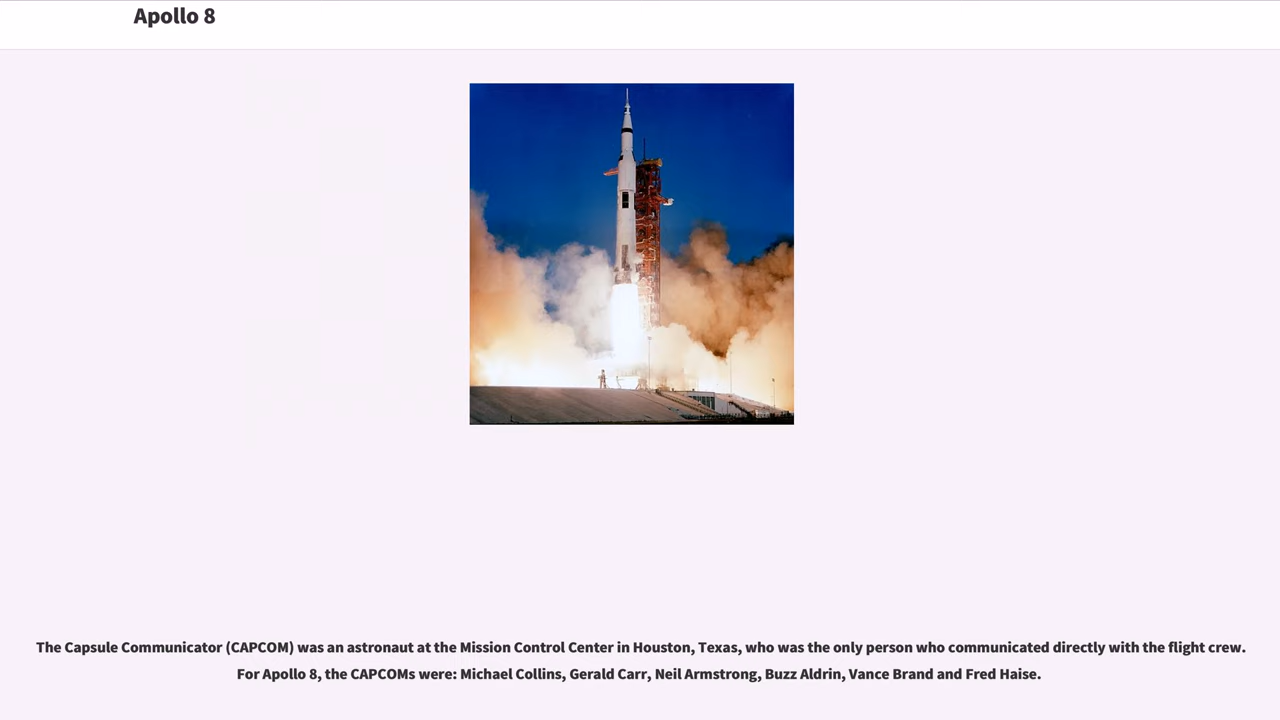 Apollo 8
The Capsule Communicator (CAPCOM) was an astronaut at the Mission Control Center in Houston, Texas, who was the only person who communicated directly with the flight crew.
For Apollo 8, the CAPCOMs were: Michael Collins, Gerald Carr, Neil Armstrong, Buzz Aldrin, Vance Brand and Fred Haise.